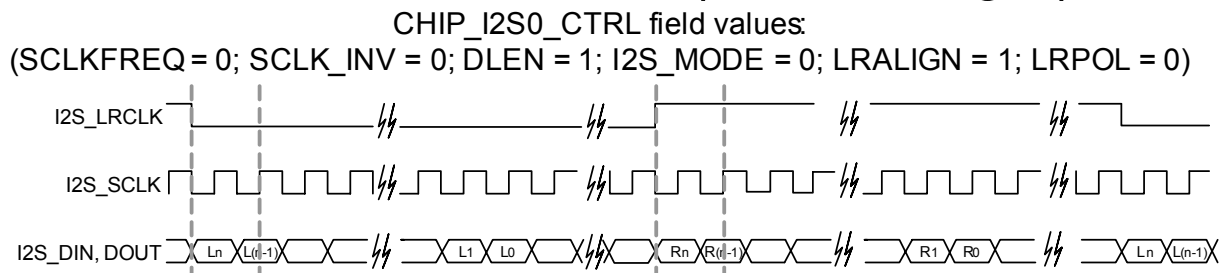 CHIP_I2S0_CTRL field values:
(SCLKFREQ = 0; SCLK_INV = 0; DLEN = 1; I2S_MODE = 0; LRALIGN = 1; LRPOL = 0)
I2S_LRCLK
I2S_SCLK
I2S_DIN, DOUT Ln L(n-1) L1 L0 Rn R(n-1) R1 R0 Ln L(n-1)